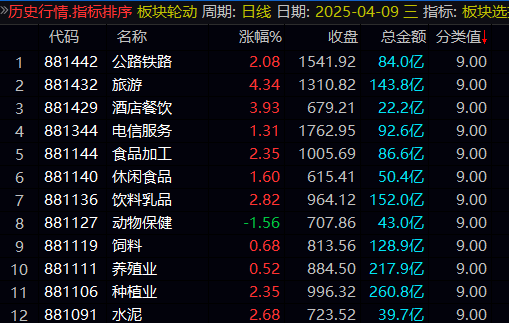 »历史行情.指标排序 板块轮动 周期: 日线 日期: 2025-04-09 三 指标: 板块选
代码 名称 涨幅% 收盘 总金额 分类值↓
1 881442 公路铁路 2.08 1541.92 84.0亿 9.00
2 881432 旅游 4.34 1310.82 143.8亿 9.00
3 881429 酒店餐饮 3.93 679.21 22.2亿 9.00
4 881344 电信服务 1.31 1762.95 92.6亿 9.00
5 881144 食品加工 2.35 1005.69 86.6亿 9.00
6 881140 休闲食品 1.60 615.41 50.4亿 9.00
7 881136 饮料乳品 2.82 964.12 152.0亿 9.00
8 881127 动物保健 -1.56 707.86 43.0亿 9.00
9 881119 饲料 0.68 813.56 128.9亿 9.00
10 881111 养殖业 0.52 884.50 217.9亿 9.00
11 881106 种植业 2.35 996.32 260.8亿 9.00
12 881091 水泥 2.68 723.52 39.7亿 9.00